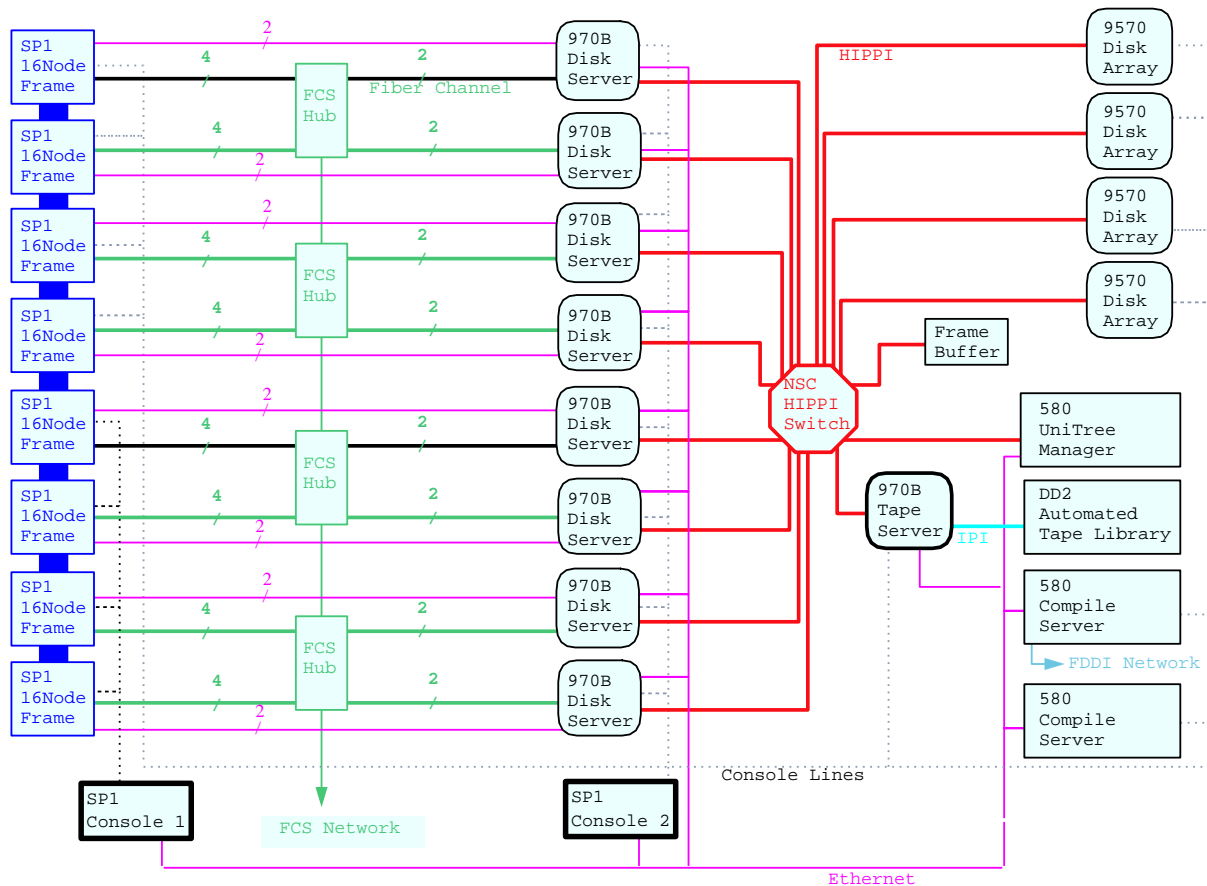 SP1
16Node
Frame
SP1
16Node
Frame
SP1
16Node
Frame
SP1
16Node
Frame
SP1
16Node
Frame
SP1
16Node
Frame
SP1
16Node
Frame
SP1
16Node
Frame
2
4
2
Fiber Channel
4
2
2
2
4
2
4
2
2
2
4
2
4
2
2
2
4
2
4
2
2
FCS
Hub
FCS
Hub
FCS
Hub
FCS
Hub
970B
Disk
Server
970B
Disk
Server
970B
Disk
Server
970B
Disk
Server
970B
Disk
Server
970B
Disk
Server
970B
Disk
Server
970B
Disk
Server
HIPPI
9570
Disk
Array
9570
Disk
Array
9570
Disk
Array
9570
Disk
Array
Frame
Buffer
NSC
HIPPI
Switch
580
UniTree
Manager
970B
Tape
Server
IPI
DD2
Automated
Tape Library
580
Compile
Server
FDDI Network
580
Compile
Server
Console Lines
SP1
Console 1
FCS Network
SP1
Console 2
Ethernet